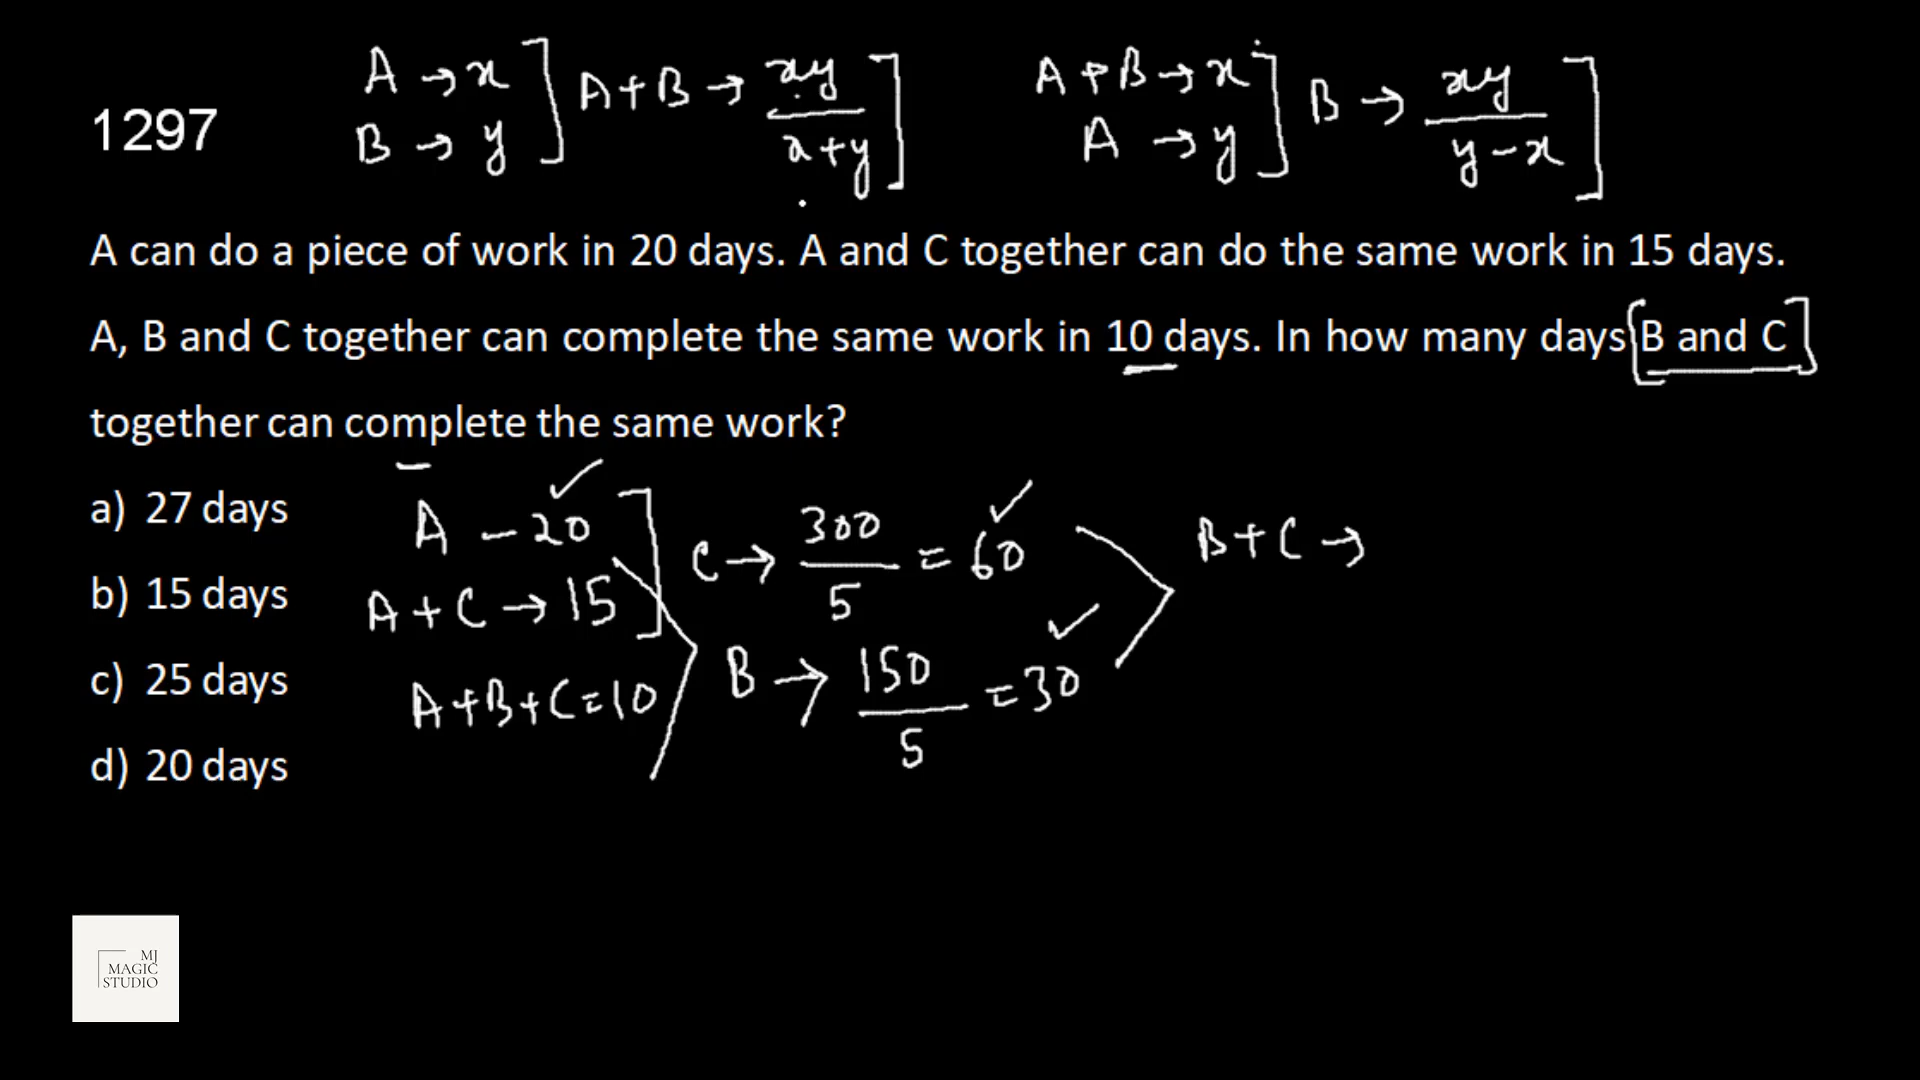 1297
A → x
B → y
A+B → xy / x+y
A+B → x
A → y
B → xy / y-x
A can do a piece of work in 20 days. A and C together can do the same work in 15 days.
A, B and C together can complete the same work in 10 days. In how many days B and C
together can complete the same work?
a) 27 days
b) 15 days
c) 25 days
d) 20 days
A - 20
A+C → 15
A+B+C=10
C → 300 / 5 = 60
B → 150 / 5 = 30
B+C →
MJ
MAGIC
STUDIO